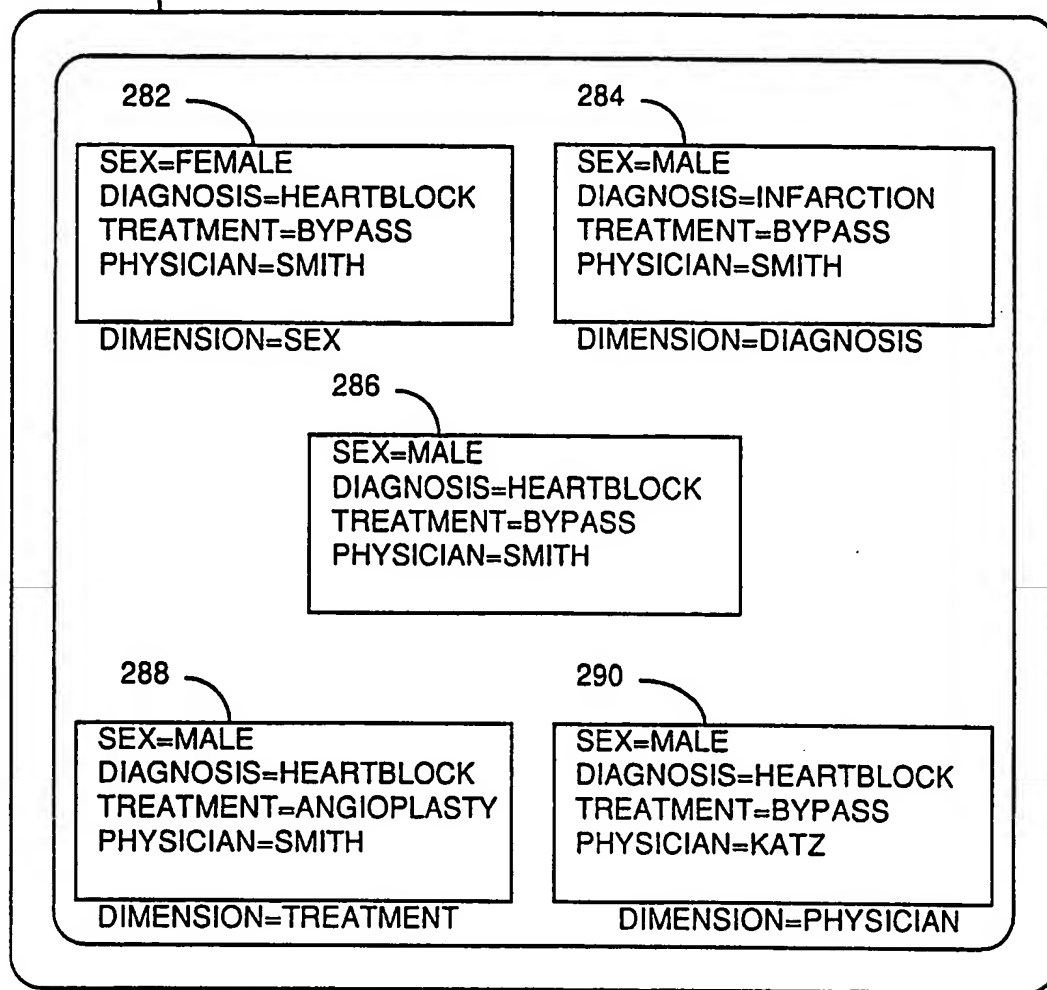 282
SEX=FEMALE
DIAGNOSIS=HEARTBLOCK
TREATMENT=BYPASS
PHYSICIAN=SMITH
DIMENSION=SEX
284
SEX=MALE
DIAGNOSIS=INFARCTION
TREATMENT=BYPASS
PHYSICIAN=SMITH
DIMENSION=DIAGNOSIS
286
SEX=MALE
DIAGNOSIS=HEARTBLOCK
TREATMENT=BYPASS
PHYSICIAN=SMITH
288
SEX=MALE
DIAGNOSIS=HEARTBLOCK
TREATMENT=ANGIOPLASTY
PHYSICIAN=SMITH
DIMENSION=TREATMENT
290
SEX=MALE
DIAGNOSIS=HEARTBLOCK
TREATMENT=BYPASS
PHYSICIAN=KATZ
DIMENSION=PHYSICIAN